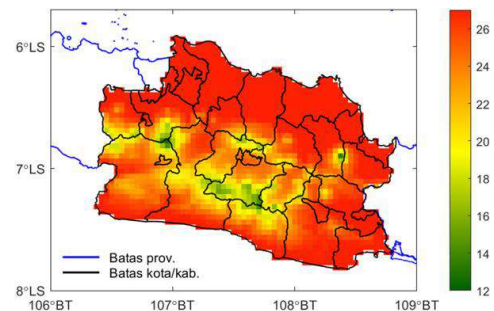 6°LS
7°LS
8°LS
Batas prov.
Batas kota/kab.
106°BT
107°BT
108°BT
109°BT
26
24
22
20
18
16
14
12